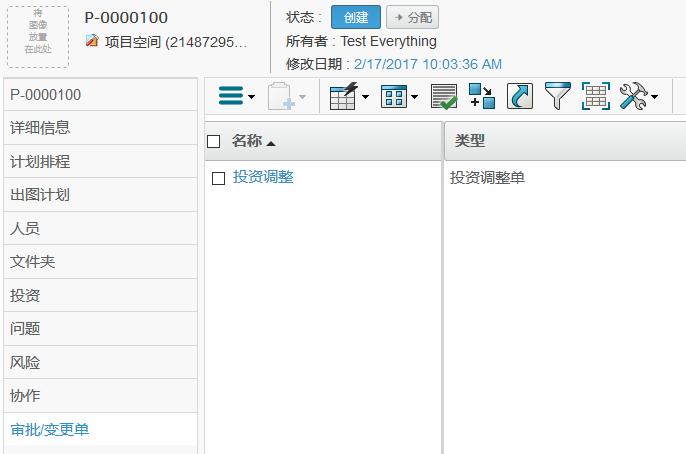 将
图像
放置
在此处
P-0000100
项目空间 (21487295…
状态 :
创建
分配
所有者 : Test Everything
修改日期 : 2/17/2017 10:03:36 AM
P-0000100
详细信息
计划排程
出图计划
人员
文件夹
投资
问题
风险
协作
审批/变更单
名称
类型
投资调整
投资调整单